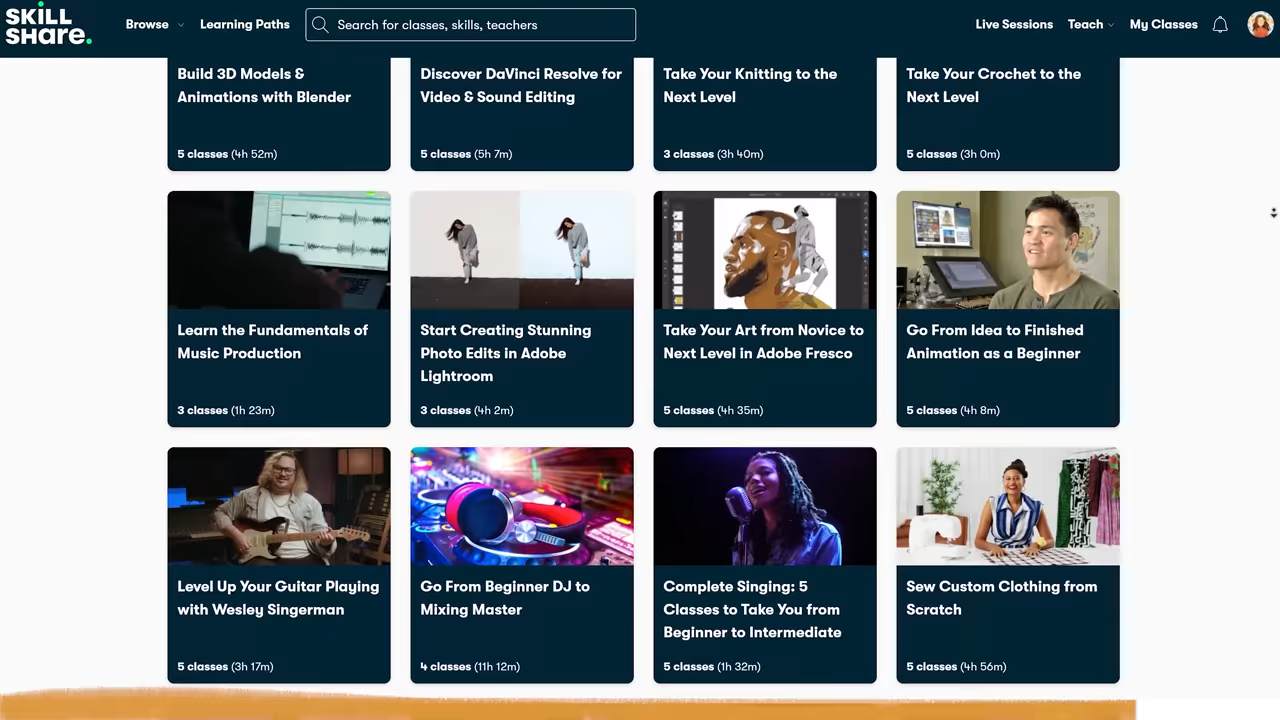 SKiLL
SHare.
Browse
Learning Paths
Search for classes, skills, teachers
Live Sessions
Teach
My Classes
Build 3D Models &
Animations with Blender
5 classes (4h 52m)
Discover DaVinci Resolve for
Video & Sound Editing
5 classes (5h 7m)
Take Your Knitting to the
Next Level
3 classes (3h 40m)
Take Your Crochet to the
Next Level
5 classes (3h 0m)
Learn the Fundamentals of
Music Production
3 classes (1h 23m)
Start Creating Stunning
Photo Edits in Adobe
Lightroom
3 classes (4h 2m)
Take Your Art from Novice to
Next Level in Adobe Fresco
5 classes (4h 35m)
Go From Idea to Finished
Animation as a Beginner
5 classes (4h 8m)
Level Up Your Guitar Playing
with Wesley Singerman
5 classes (3h 17m)
Go From Beginner DJ to
Mixing Master
4 classes (11h 12m)
Complete Singing: 5
Classes to Take You from
Beginner to Intermediate
5 classes (1h 32m)
Sew Custom Clothing from
Scratch
5 classes (4h 56m)